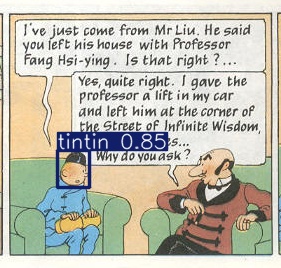 I've just come from Mr Liu. He said
you left his house with Professor
Fang Hsi-ying. Is that right?...
Yes, quite right. I gave the
professor a lift in my car
and left him at the corner of
the Street of Infinite Wisdom,
tintin 0.85
Why do you ask?